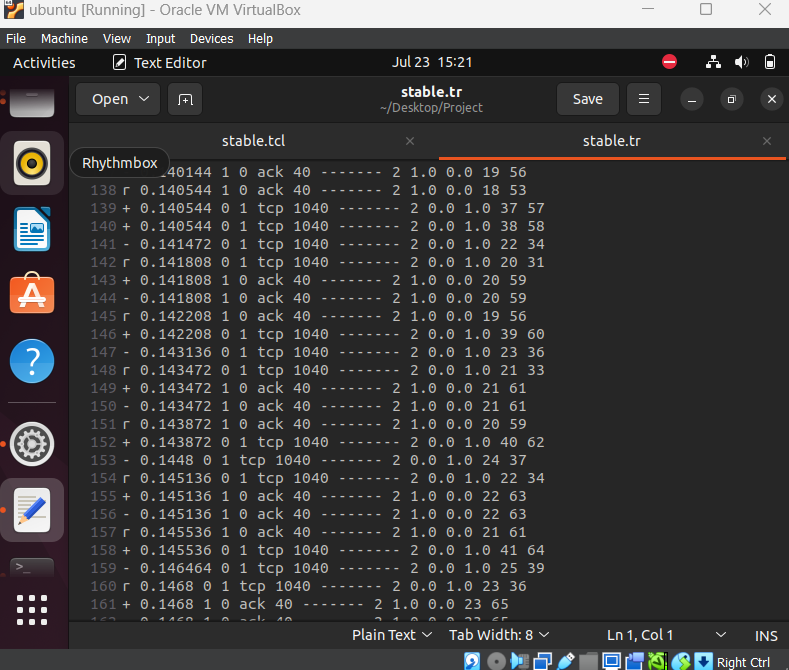 ubuntu [Running] - Oracle VM VirtualBox
File Machine View Input Devices Help
Activities Text Editor Jul 23 15:21
Open stable.tr Save
~/Desktop/Project
stable.tcl stable.tr
Rhythmbox
40144 1 0 ack 40 ------- 2 1.0 0.0 19 56
138 r 0.140544 1 0 ack 40 ------- 2 1.0 0.0 18 53
139 + 0.140544 0 1 tcp 1040 ------- 2 0.0 1.0 37 57
140 + 0.140544 0 1 tcp 1040 ------- 2 0.0 1.0 38 58
141 - 0.141472 0 1 tcp 1040 ------- 2 0.0 1.0 22 34
142 r 0.141808 0 1 tcp 1040 ------- 2 0.0 1.0 20 31
143 + 0.141808 1 0 ack 40 ------- 2 1.0 0.0 20 59
144 - 0.141808 1 0 ack 40 ------- 2 1.0 0.0 20 59
145 r 0.142208 1 0 ack 40 ------- 2 1.0 0.0 19 56
146 + 0.142208 0 1 tcp 1040 ------- 2 0.0 1.0 39 60
147 - 0.143136 0 1 tcp 1040 ------- 2 0.0 1.0 23 36
148 r 0.143472 0 1 tcp 1040 ------- 2 0.0 1.0 21 33
149 + 0.143472 1 0 ack 40 ------- 2 1.0 0.0 21 61
150 - 0.143472 1 0 ack 40 ------- 2 1.0 0.0 21 61
151 r 0.143872 1 0 ack 40 ------- 2 1.0 0.0 20 59
152 + 0.143872 0 1 tcp 1040 ------- 2 0.0 1.0 40 62
153 - 0.1448 0 1 tcp 1040 ------- 2 0.0 1.0 24 37
154 r 0.145136 0 1 tcp 1040 ------- 2 0.0 1.0 22 34
155 + 0.145136 1 0 ack 40 ------- 2 1.0 0.0 22 63
156 - 0.145136 1 0 ack 40 ------- 2 1.0 0.0 22 63
157 r 0.145536 1 0 ack 40 ------- 2 1.0 0.0 21 61
158 + 0.145536 0 1 tcp 1040 ------- 2 0.0 1.0 41 64
159 - 0.146464 0 1 tcp 1040 ------- 2 0.0 1.0 25 39
160 r 0.1468 0 1 tcp 1040 ------- 2 0.0 1.0 23 36
161 + 0.1468 1 0 ack 40 ------- 2 1.0 0.0 23 65
Plain Text Tab Width: 8 Ln 1, Col 1 INS
Right Ctrl